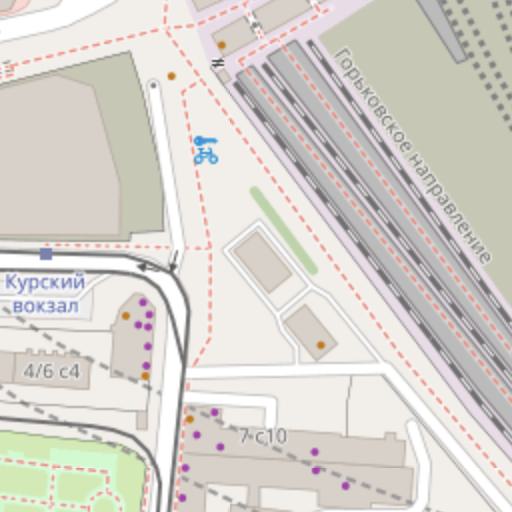 Горьковское направление
Курский
вокзал
4/6 с4
7 с10